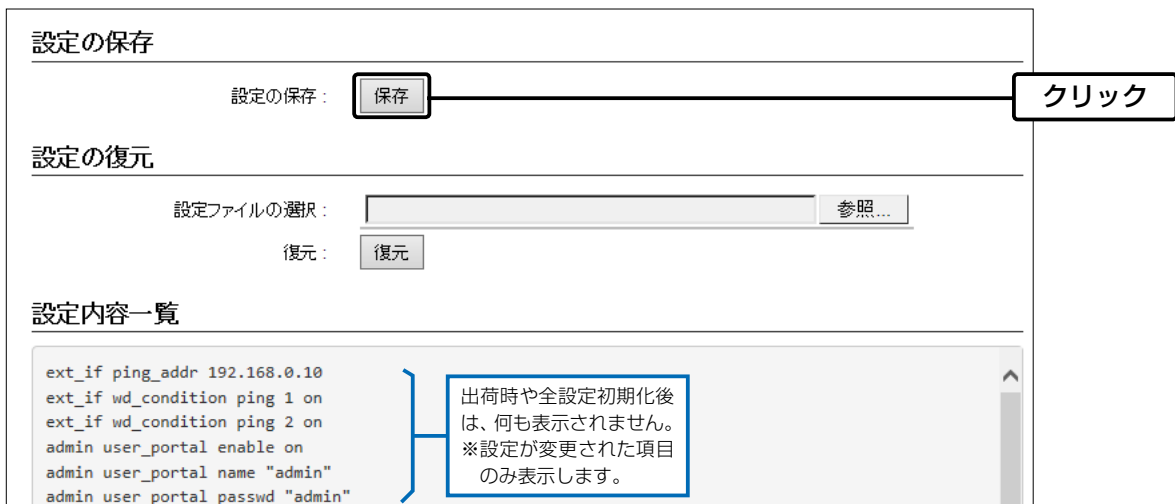 設定の保存
設定の保存：
保存
クリック
設定の復元
設定ファイルの選択：
参照...
復元：
復元
設定内容一覧
ext_if ping_addr 192.168.0.10
ext_if wd_condition ping 1 on
ext_if wd_condition ping 2 on
admin user_portal enable on
admin user_portal name "admin"
admin user_portal passwd "admin"
出荷時や全設定初期化後
は、何も表示されません。
※設定が変更された項目
のみ表示します。